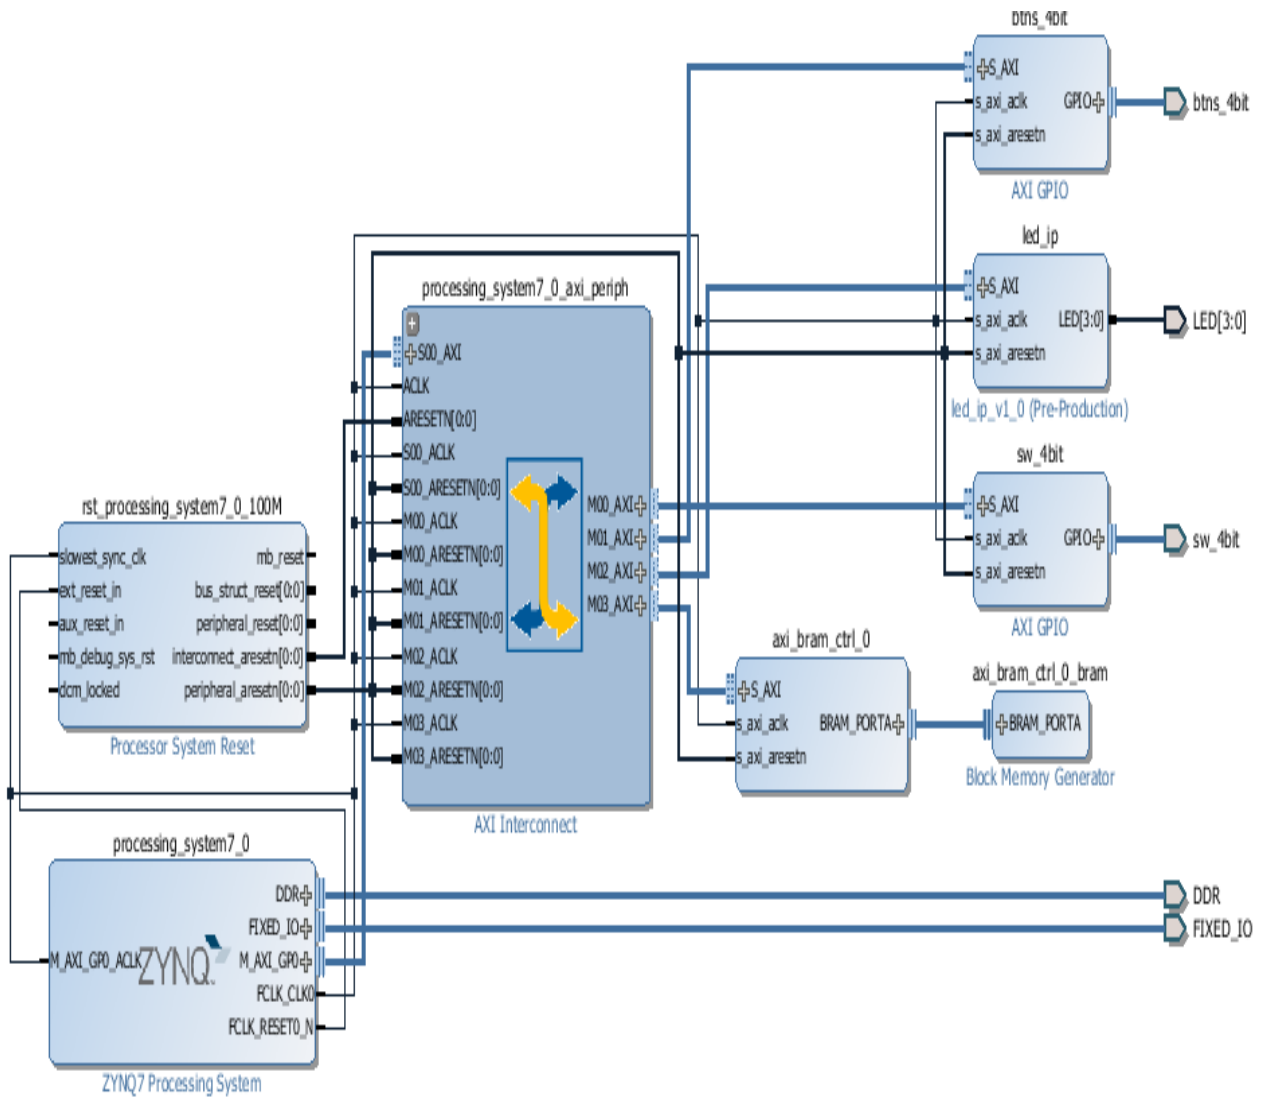 btns_4bit
S_AXI
s_axi_aclk
GPIO
s_axi_aresetn
btns_4bit
AXI GPIO
led_ip
S_AXI
s_axi_aclk
LED[3:0]
s_axi_aresetn
LED[3:0]
led_ip_v1_0 (Pre-Production)
sw_4bit
S_AXI
s_axi_aclk
GPIO
s_axi_aresetn
sw_4bit
AXI GPIO
processing_system7_0_axi_periph
S00_AXI
ACLK
ARESETN[0:0]
S00_ACLK
S00_ARESETN[0:0]
M00_ACLK
M00_ARESETN[0:0]
M01_ACLK
M01_ARESETN[0:0]
M02_ACLK
M02_ARESETN[0:0]
M03_ACLK
M03_ARESETN[0:0]
M00_AXI
M01_AXI
M02_AXI
M03_AXI
AXI Interconnect
rst_processing_system7_0_100M
slowest_sync_clk
ext_reset_in
aux_reset_in
mb_debug_sys_rst
dcm_locked
mb_reset
bus_struct_reset[0:0]
peripheral_reset[0:0]
interconnect_aresetn[0:0]
peripheral_aresetn[0:0]
Processor System Reset
axi_bram_ctrl_0
S_AXI
s_axi_aclk
s_axi_aresetn
BRAM_PORTA
axi_bram_ctrl_0_bram
BRAM_PORTA
Block Memory Generator
processing_system7_0
M_AXI_GP0_ACLK
ZYNQ
DDR
FIXED_IO
M_AXI_GP0
FCLK_CLK0
FCLK_RESET0_N
ZYNQ7 Processing System
DDR
FIXED_IO